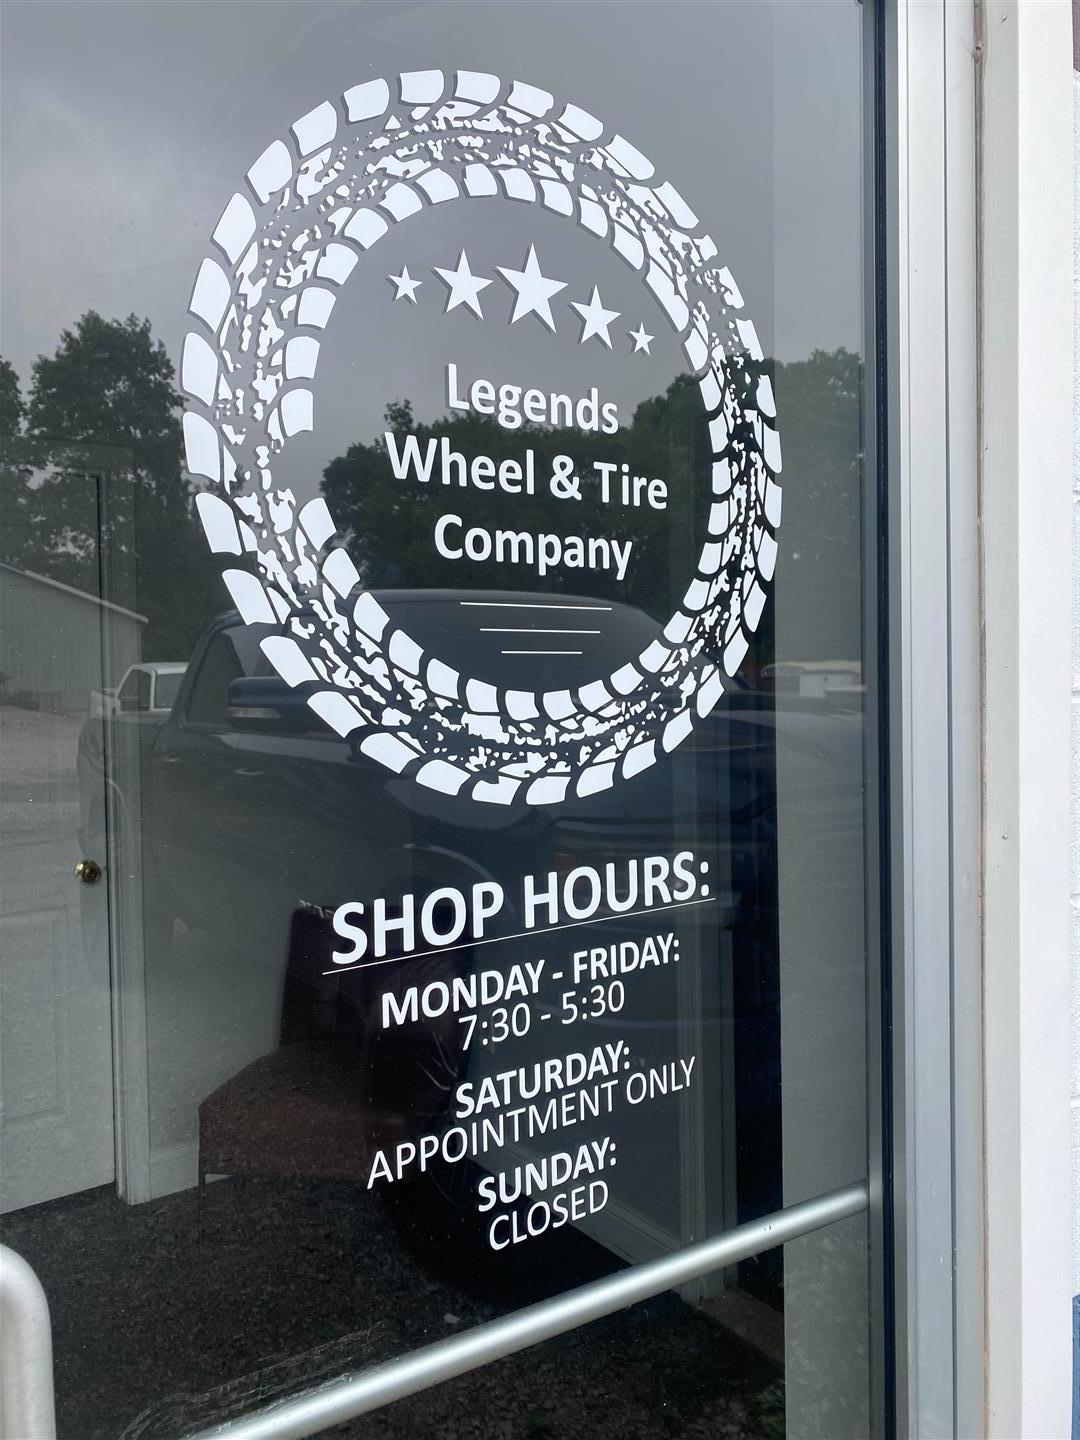 Legends
Wheel & Tire
Company
SHOP HOURS:
MONDAY - FRIDAY:
7:30 - 5:30
SATURDAY:
APPOINTMENT ONLY
SUNDAY:
CLOSED